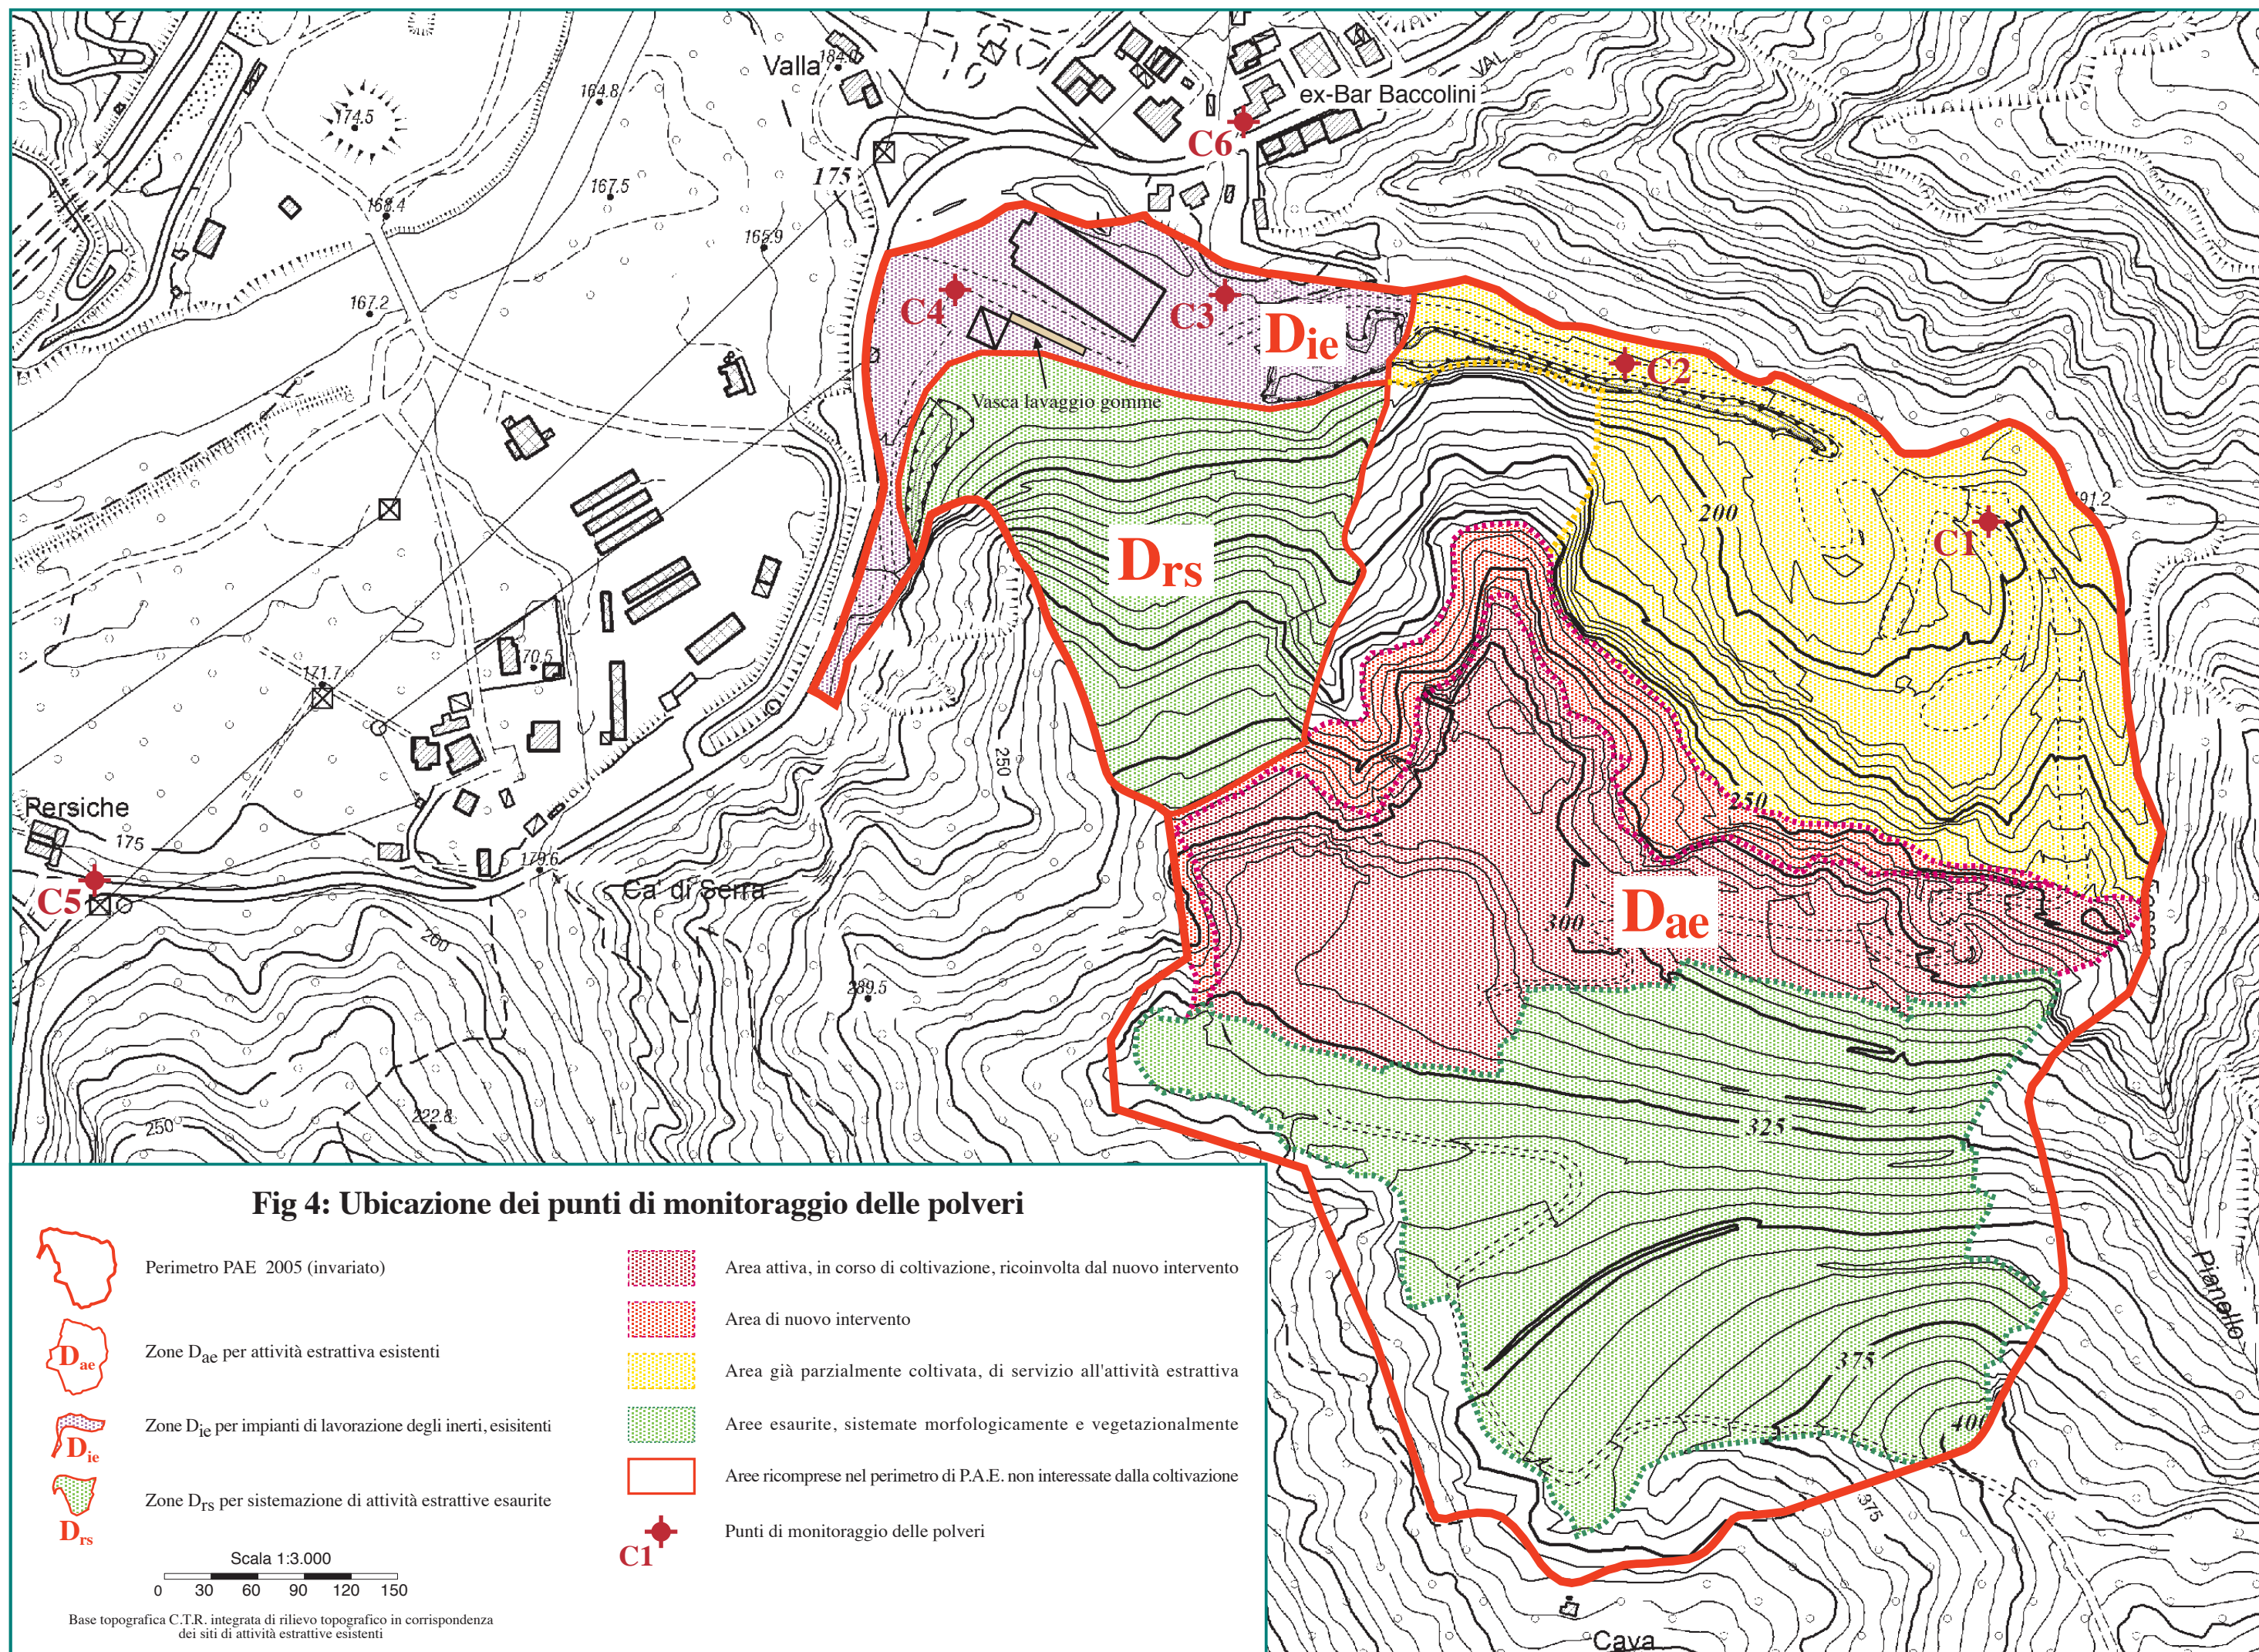 Valla
184.0
VAL
ex-Bar Baccolini
C6
164.8
174.5
175
167.5
168.4
165.9
167.2
C4
C3
Die
C2
Vasca lavaggio gomme
200
C1
Drs
170.5
171.7
250
Persiche
175
250
179.6
C5
Ca' di Serra
Dae
300
200
289.5
222.8
250
325
Pianello
375
400
375
Cava
Fig 4: Ubicazione dei punti di monitoraggio delle polveri
Perimetro PAE 2005 (invariato)
Dae
Zone Dae per attività estrattiva esistenti
Die
Zone Die per impianti di lavorazione degli inerti, esisitenti
Drs
Zone Drs per sistemazione di attività estrattive esaurite
Area attiva, in corso di coltivazione, ricoinvolta dal nuovo intervento
Area di nuovo intervento
Area già parzialmente coltivata, di servizio all'attività estrattiva
Aree esaurite, sistemate morfologicamente e vegetazionalmente
Aree ricomprese nel perimetro di P.A.E. non interessate dalla coltivazione
C1
Punti di monitoraggio delle polveri
Scala 1:3.000
0 30 60 90 120 150
Base topografica C.T.R. integrata di rilievo topografico in corrispondenza
dei siti di attività estrattive esistenti